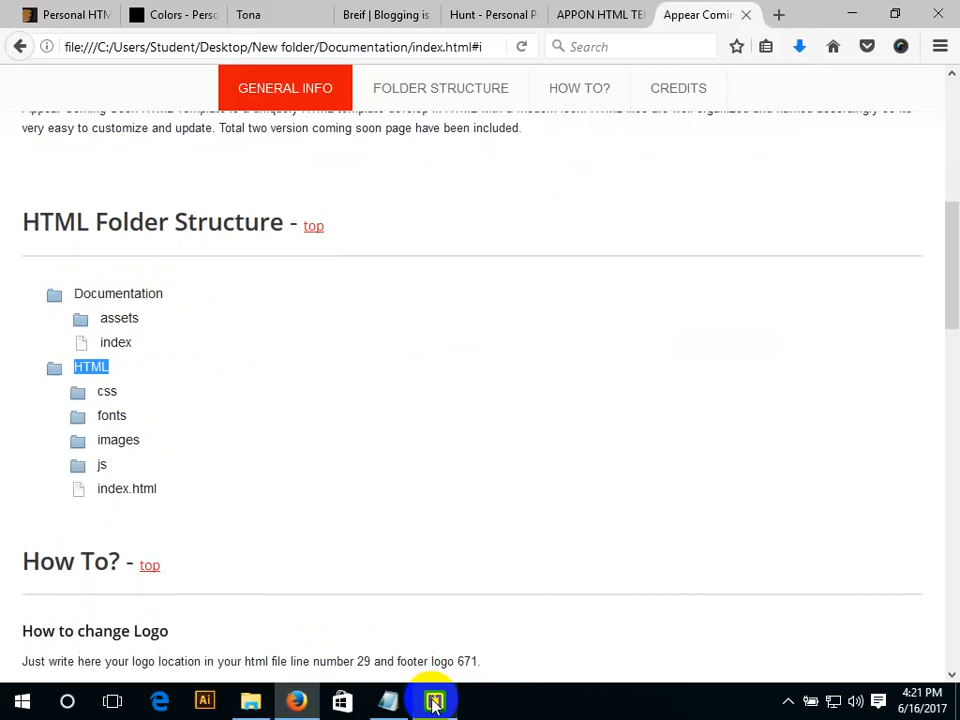 Personal HTM
Colors - Perso
Tona
Breif | Blogging is
Hunt - Personal P
APPON HTML TE
Appear Comin
file:///C:/Users/Student/Desktop/New folder/Documentation/index.html#i
Search
GENERAL INFO
FOLDER STRUCTURE
HOW TO?
CREDITS
very easy to customize and update. Total two version coming soon page have been included.
HTML Folder Structure - top
Documentation
assets
index
HTML
css
fonts
images
js
index.html
How To? - top
How to change Logo
Just write here your logo location in your html file line number 29 and footer logo 671.
Ai
4:21 PM
6/16/2017